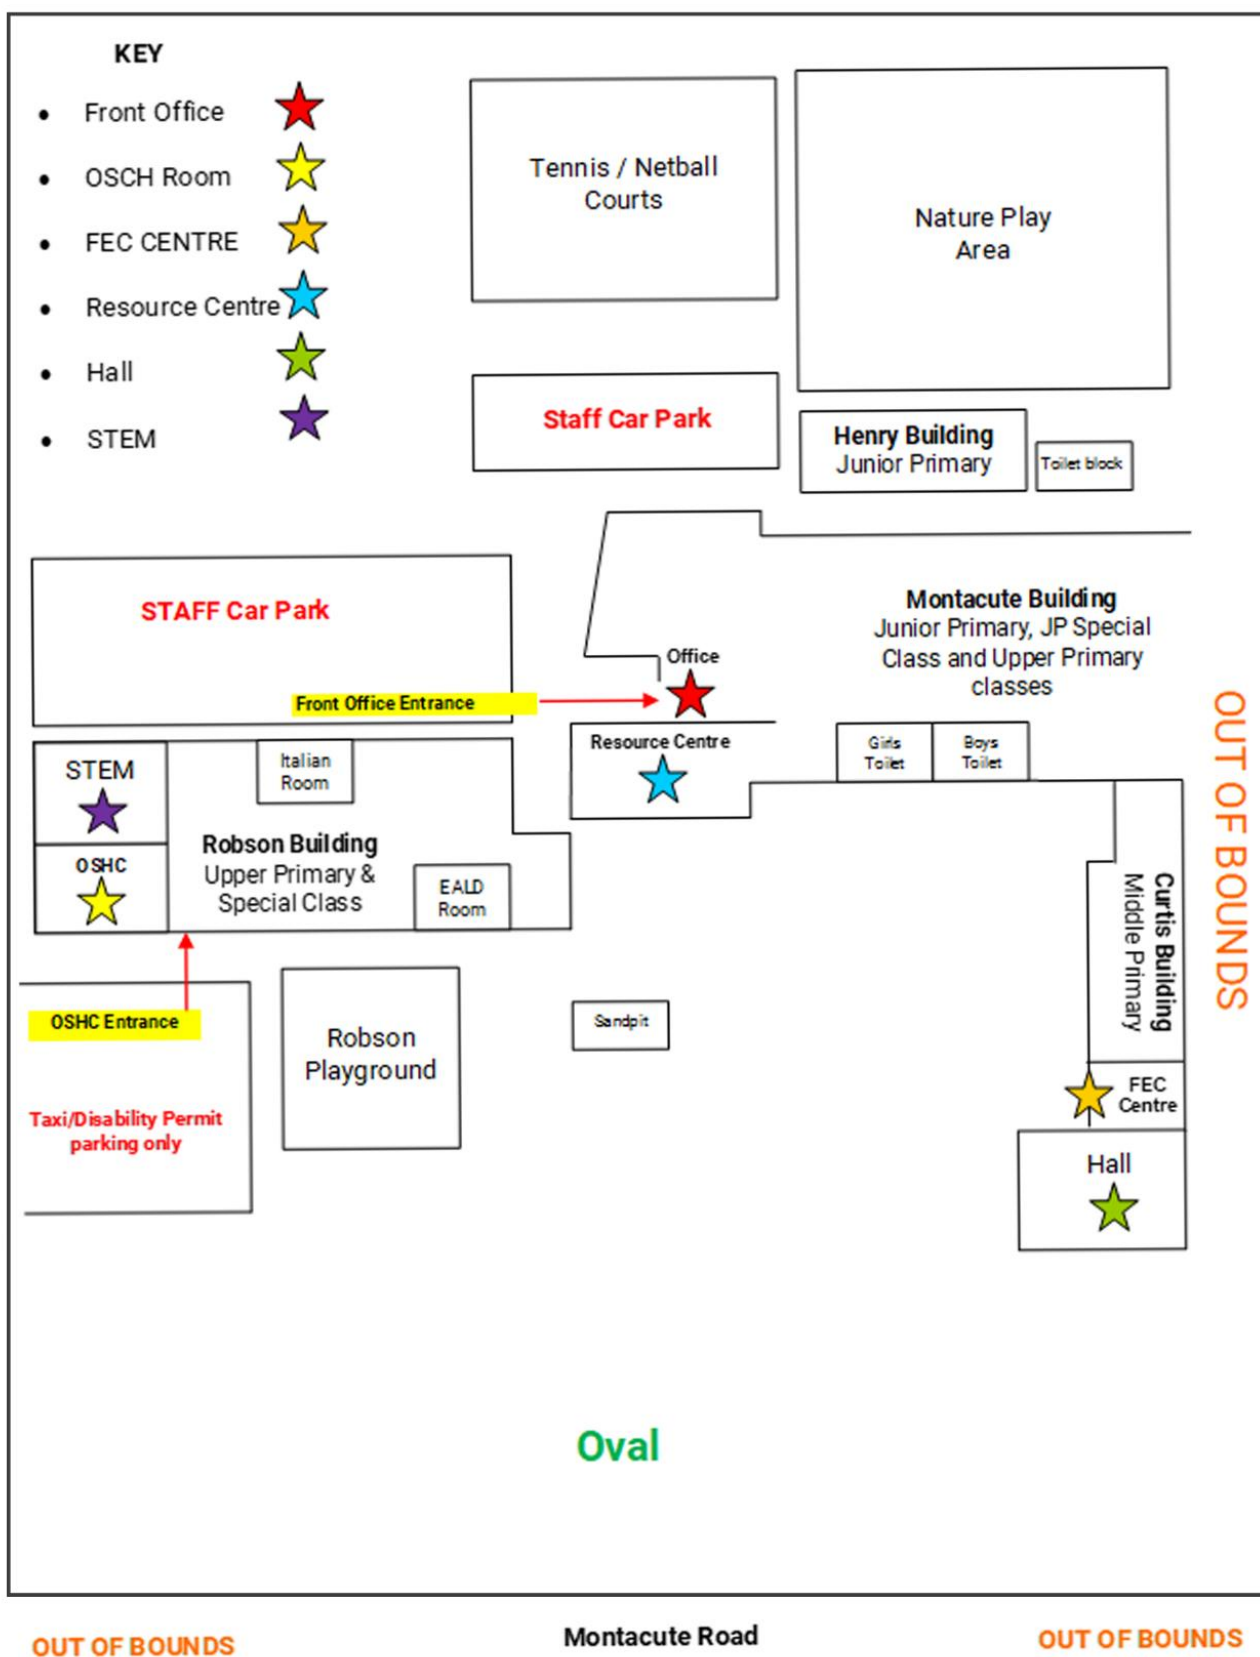 KEY
• Front Office
• OSCH Room
• FEC CENTRE
• Resource Centre
• Hall
• STEM
Tennis / Netball
Courts
Nature Play
Area
Staff Car Park
Henry Building
Junior Primary
Toilet block
STAFF Car Park
Front Office Entrance
Office
Montacute Building
Junior Primary, JP Special
Class and Upper Primary
classes
Resource Centre
Girls
Toilet
Boys
Toilet
STEM
OSHC
Italian
Room
Robson Building
Upper Primary &
Special Class
EALD
Room
OUT OF BOUNDS
Curtis Building
Middle Primary
OSHC Entrance
Taxi/Disability Permit
parking only
Robson
Playground
Sandpit
FEC
Centre
Hall
Oval
OUT OF BOUNDS
Montacute Road
OUT OF BOUNDS